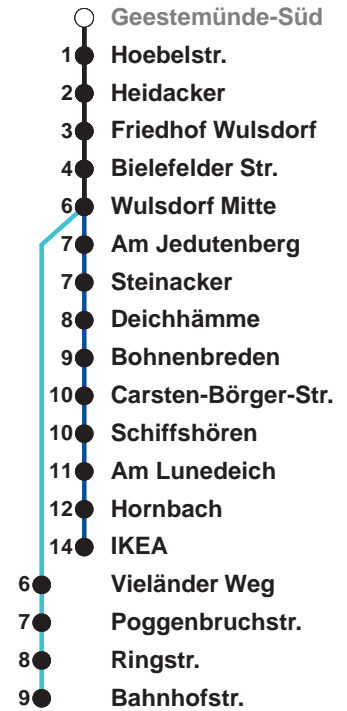 Geestemünde-Süd
1 Hoebelstr.
2 Heidacker
3 Friedhof Wulsdorf
4 Bielefelder Str.
6 Wulsdorf Mitte
7 Am Jedutenberg
7 Steinacker
8 Deichhämme
9 Bohnenbreden
10 Carsten-Börger-Str.
10 Schiffshören
11 Am Lunedeich
12 Hornbach
14 IKEA
6 Vieländer Weg
7 Poggenbruchstr.
8 Ringstr.
9 Bahnhofstr.